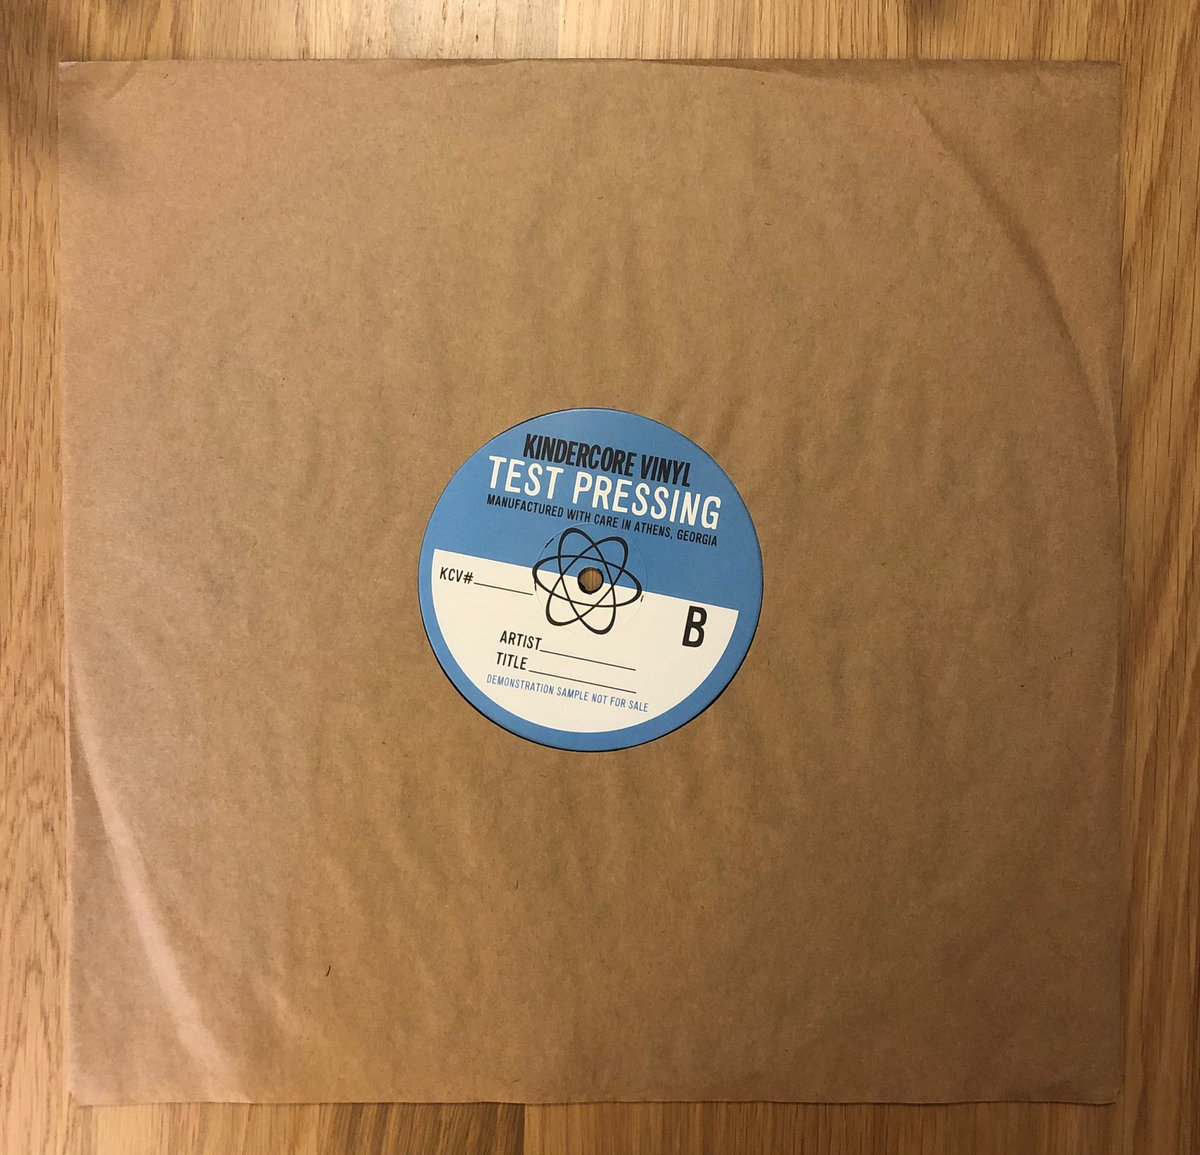 KINDERCORE VINYL
TEST PRESSING
MANUFACTURED WITH CARE IN ATHENS, GEORGIA
KCV#
B
ARTIST
TITLE
DEMONSTRATION SAMPLE NOT FOR SALE